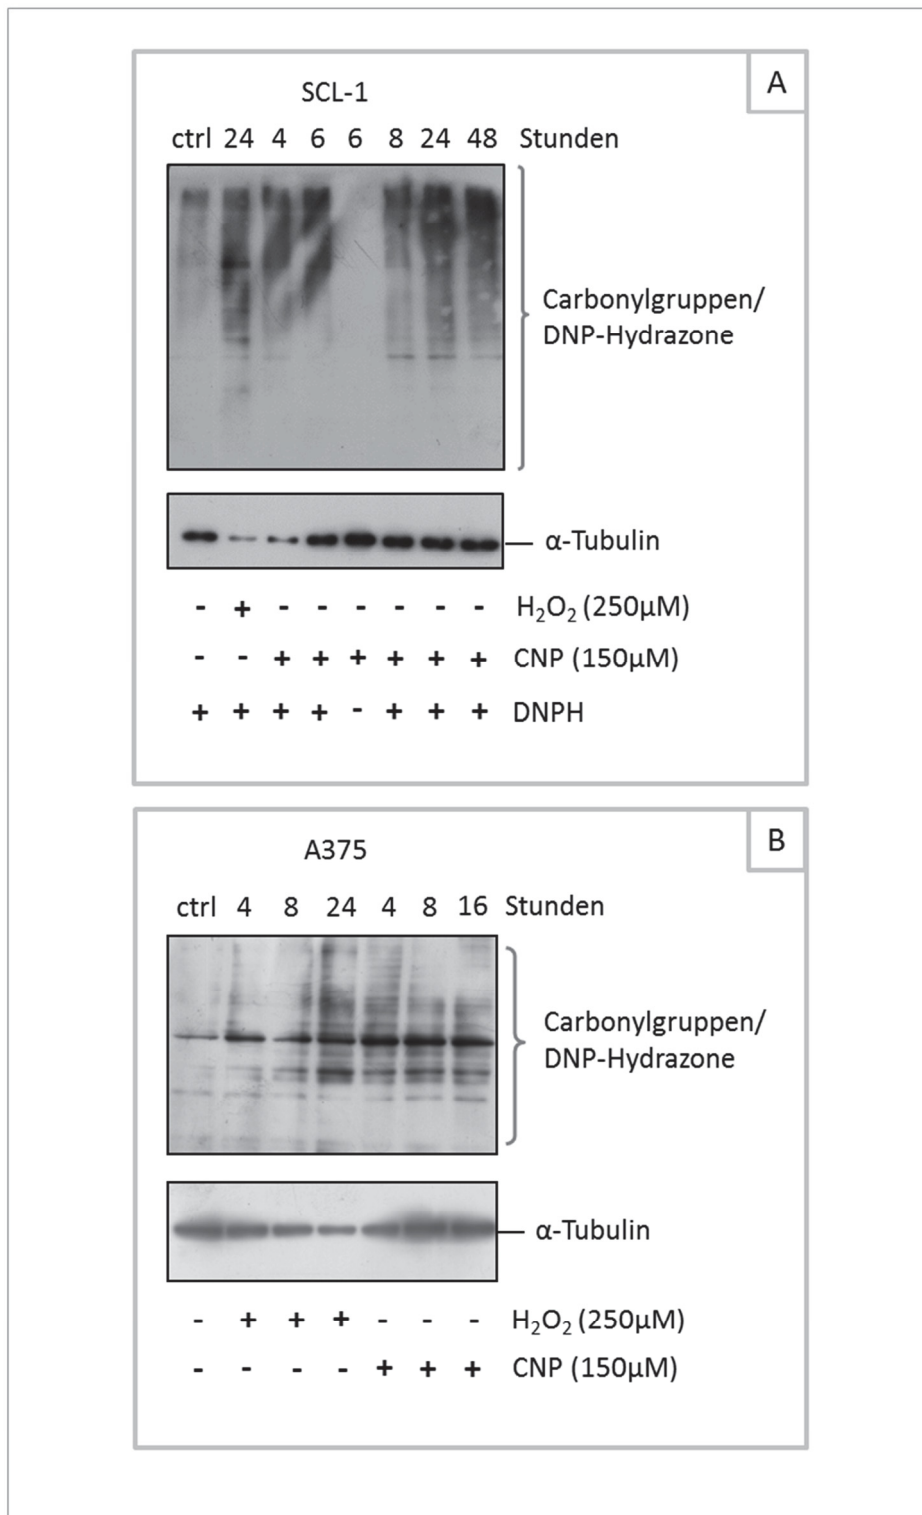 A
SCL-1
ctrl 24 4 6 6 8 24 48 Stunden
Carbonylgruppen/
DNP-Hydrazone
α-Tubulin
- + - - - - - - H₂O₂ (250µM)
- - + + + + + + CNP (150µM)
+ + + + - + + + DNPH
B
A375
ctrl 4 8 24 4 8 16 Stunden
Carbonylgruppen/
DNP-Hydrazone
α-Tubulin
- + + + - - - H₂O₂ (250µM)
- - - - + + + CNP (150µM)